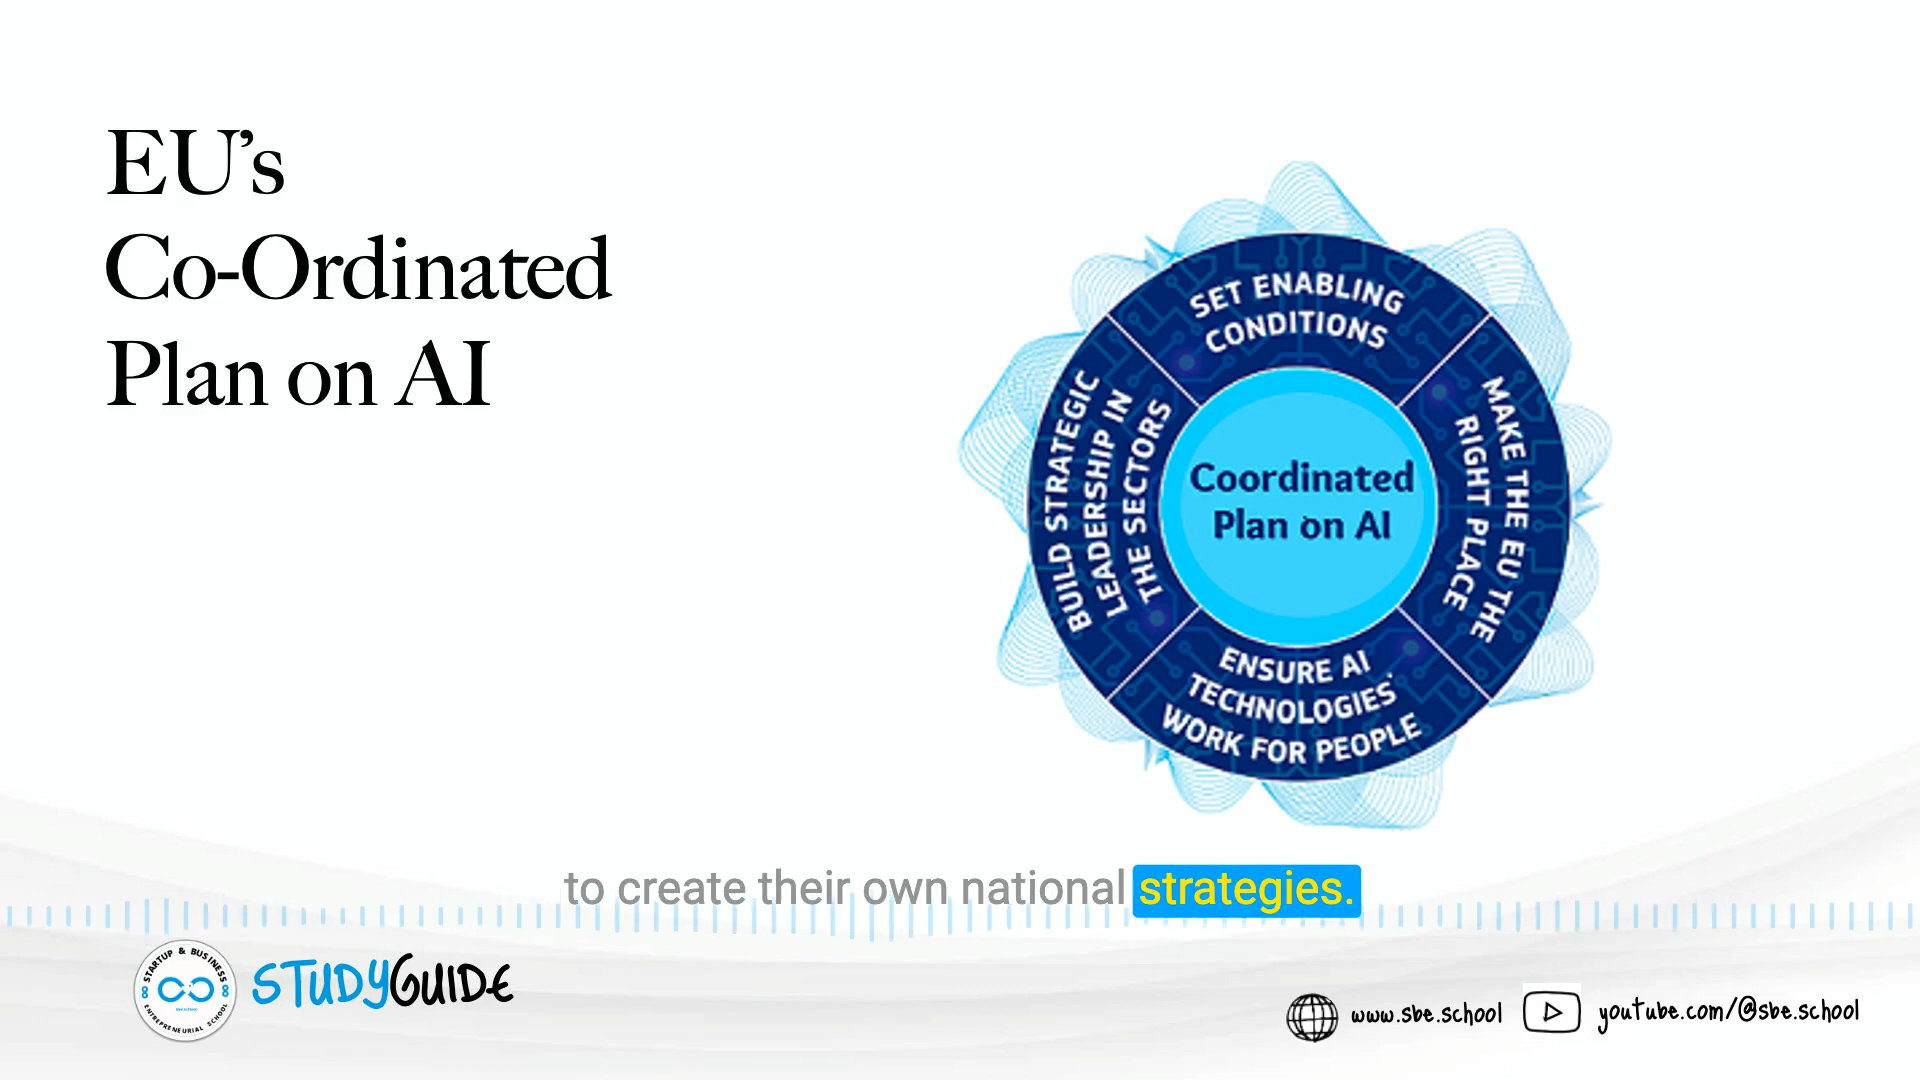 EU's
Co-Ordinated
Plan on AI
SET ENABLING
CONDITIONS
MAKE THE EU THE
RIGHT PLACE
ENSURE AI
TECHNOLOGIES
WORK FOR PEOPLE
BUILD STRATEGIC
LEADERSHIP IN
THE SECTORS
Coordinated
Plan on AI
to create their own national strategies.
STARTUP & BUSINESS
ENTREPRENEURIAL SCHOOL
STUDYGUIDE
www.sbe.school
youtube.com/@sbe.school